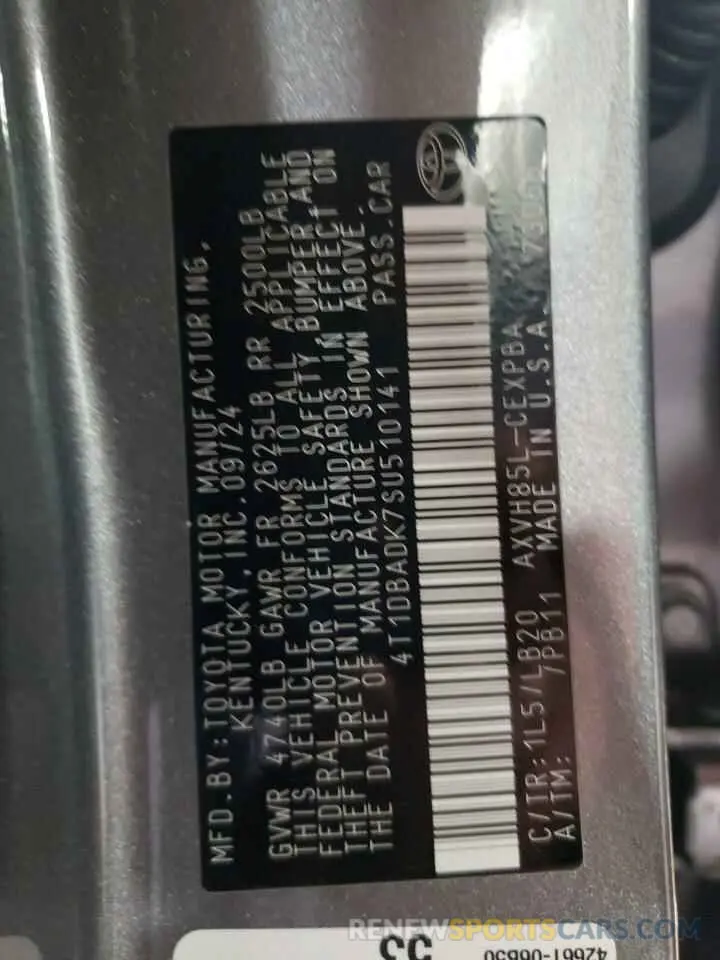 MFD.BY:TOYOTA MOTOR MANUFACTURING,
KENTUCKY, INC.09/24
GVWR 4740LB GAWR FR 2625LB RR 2500LB
THIS VEHICLE CONFORMS TO ALL APPLICABLE
FEDERAL MOTOR VEHICLE SAFETY, BUMPER, AND
THEFT PREVENTION STANDARDS IN EFFECT ON
THE DATE OF MANUFACTURE SHOWN ABOVE.
4T1DBADK7SU510141 PASS.CAR
C/TR:1L5/LB20 AXVH85L-CEXPBA
A/TM: /PB11 MADE IN U.S.A.
42661-06B30
RENEWSPORTSCARS.COM